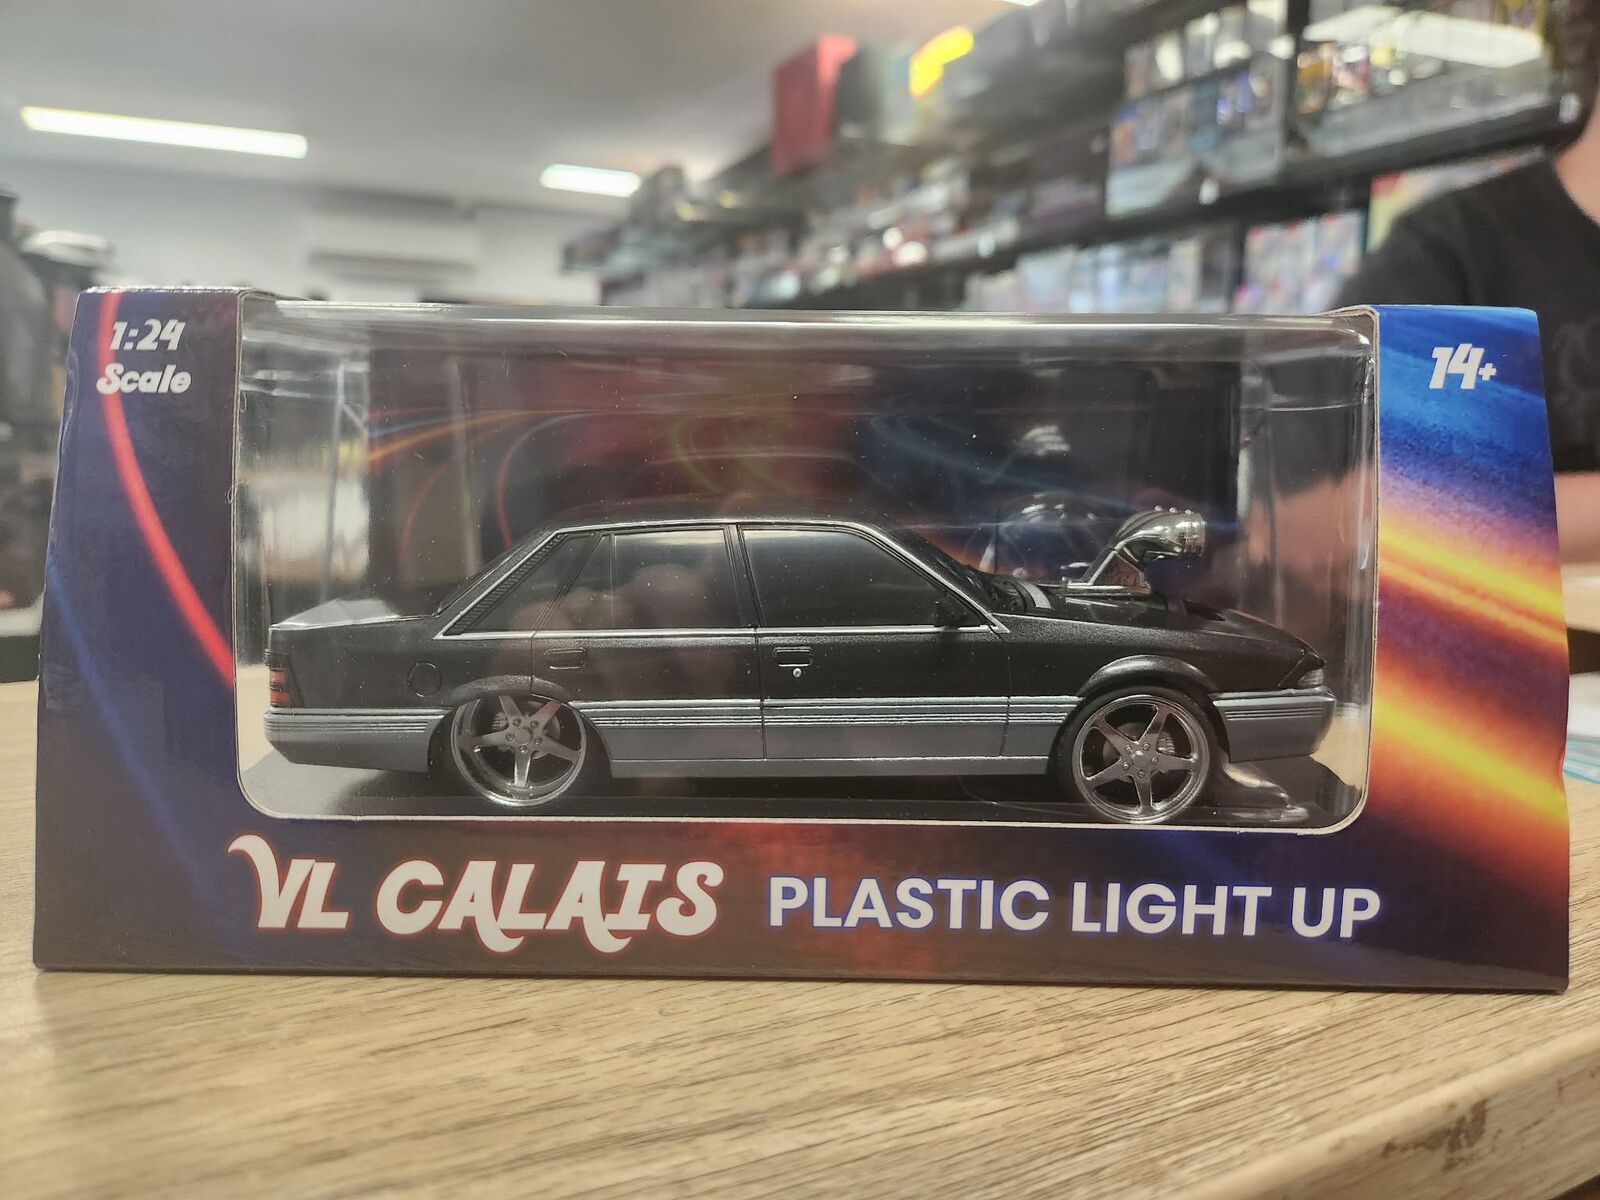 1:24
Scale
14+
VL CALAIS PLASTIC LIGHT UP